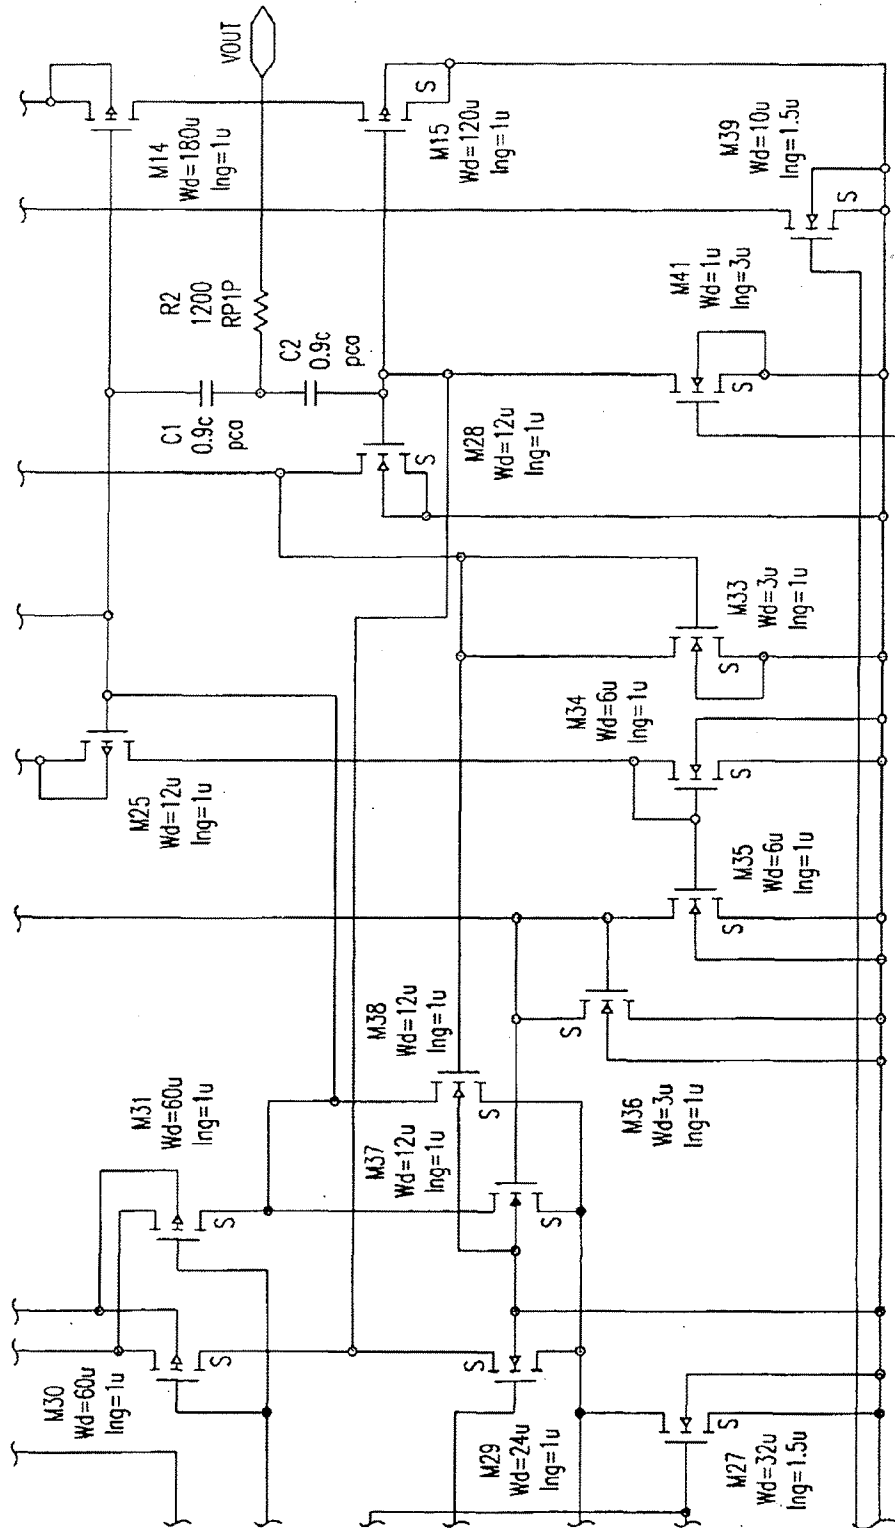 VOUT
M14
Wd=180u
lng=1u
S
M15
Wd=120u
lng=1u
M39
Wd=10u
lng=1.5u
S
R2
1200
RP1P
C1
0.9c
pca
C2
0.9c
pca
M41
Wd=1u
lng=3u
S
S
M28
Wd=12u
lng=1u
M33
Wd=3u
lng=1u
S
M34
Wd=6u
lng=1u
S
M25
Wd=12u
lng=1u
M35
Wd=6u
lng=1u
S
M38
Wd=12u
lng=1u
S
M36
Wd=3u
lng=1u
S
M31
Wd=60u
lng=1u
S
M37
Wd=12u
lng=1u
S
M30
Wd=60u
lng=1u
S
M29
Wd=24u
lng=1u
S
M27
Wd=32u
lng=1.5u
S